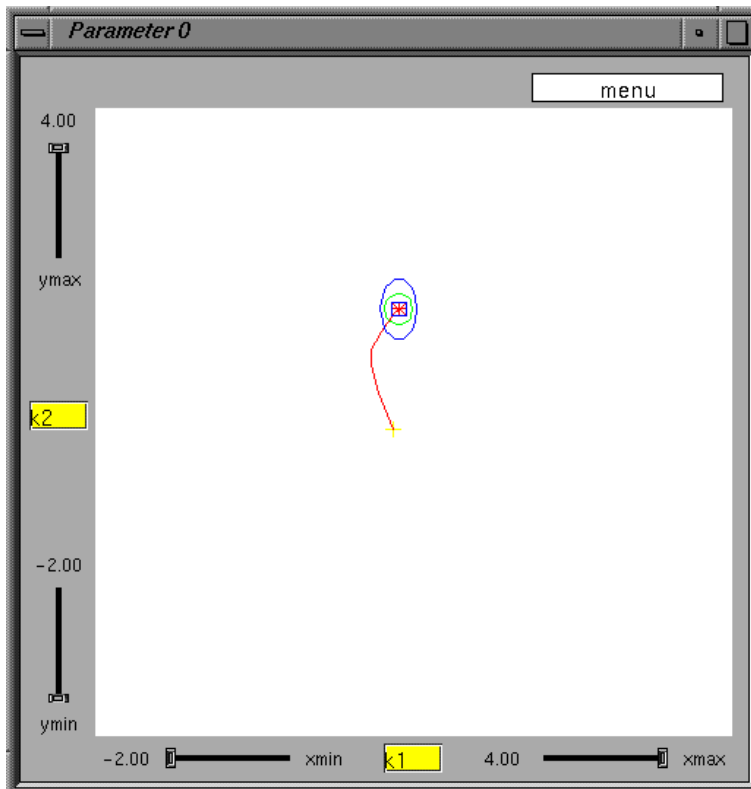 Parameter 0
menu
4.00
ymax
k2
-2.00
ymin
-2.00 xmin k1 4.00 xmax